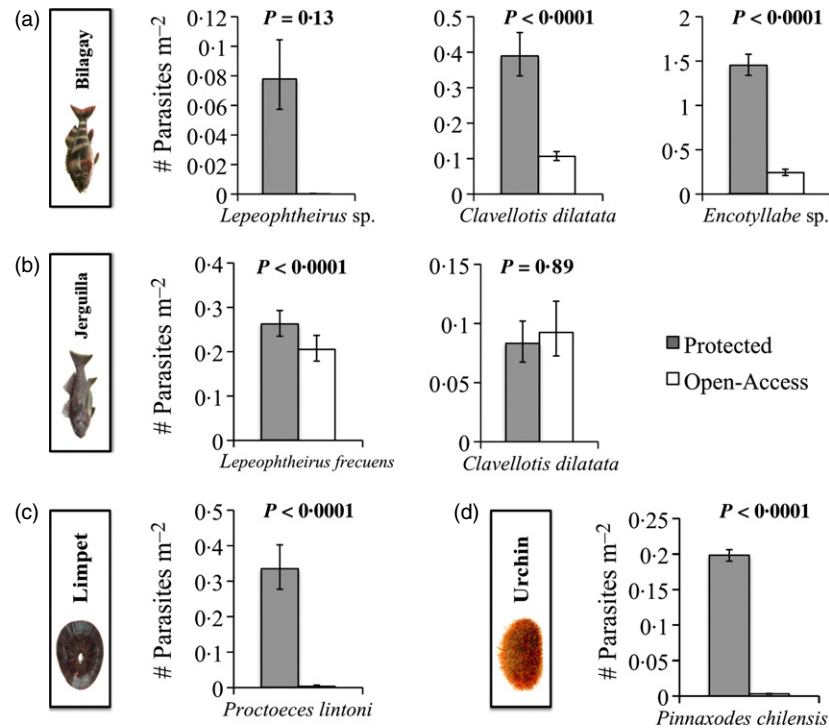 (a)
Bilagay
# Parasites m⁻²
P = 0·13
0·12
0·1
0·08
0·06
0·04
0·02
0
Lepeophtheirus sp.
P < 0·0001
0·5
0·4
0·3
0·2
0·1
0
Clavellotis dilatata
P < 0·0001
2
1·5
1
0·5
0
Encotyllabe sp.
(b)
Jerguilla
# Parasites m⁻²
P < 0·0001
0·4
0·3
0·2
0·1
0
Lepeophtheirus frecuens
P = 0·89
0·15
0·1
0·05
0
Clavellotis dilatata
Protected
Open-Access
(c)
Limpet
# Parasites m⁻²
P < 0·0001
0·5
0·4
0·3
0·2
0·1
0
Proctoeces lintoni
(d)
Urchin
# Parasites m⁻²
P < 0·0001
0·25
0·2
0·15
0·1
0·05
0
Pinnaxodes chilensis